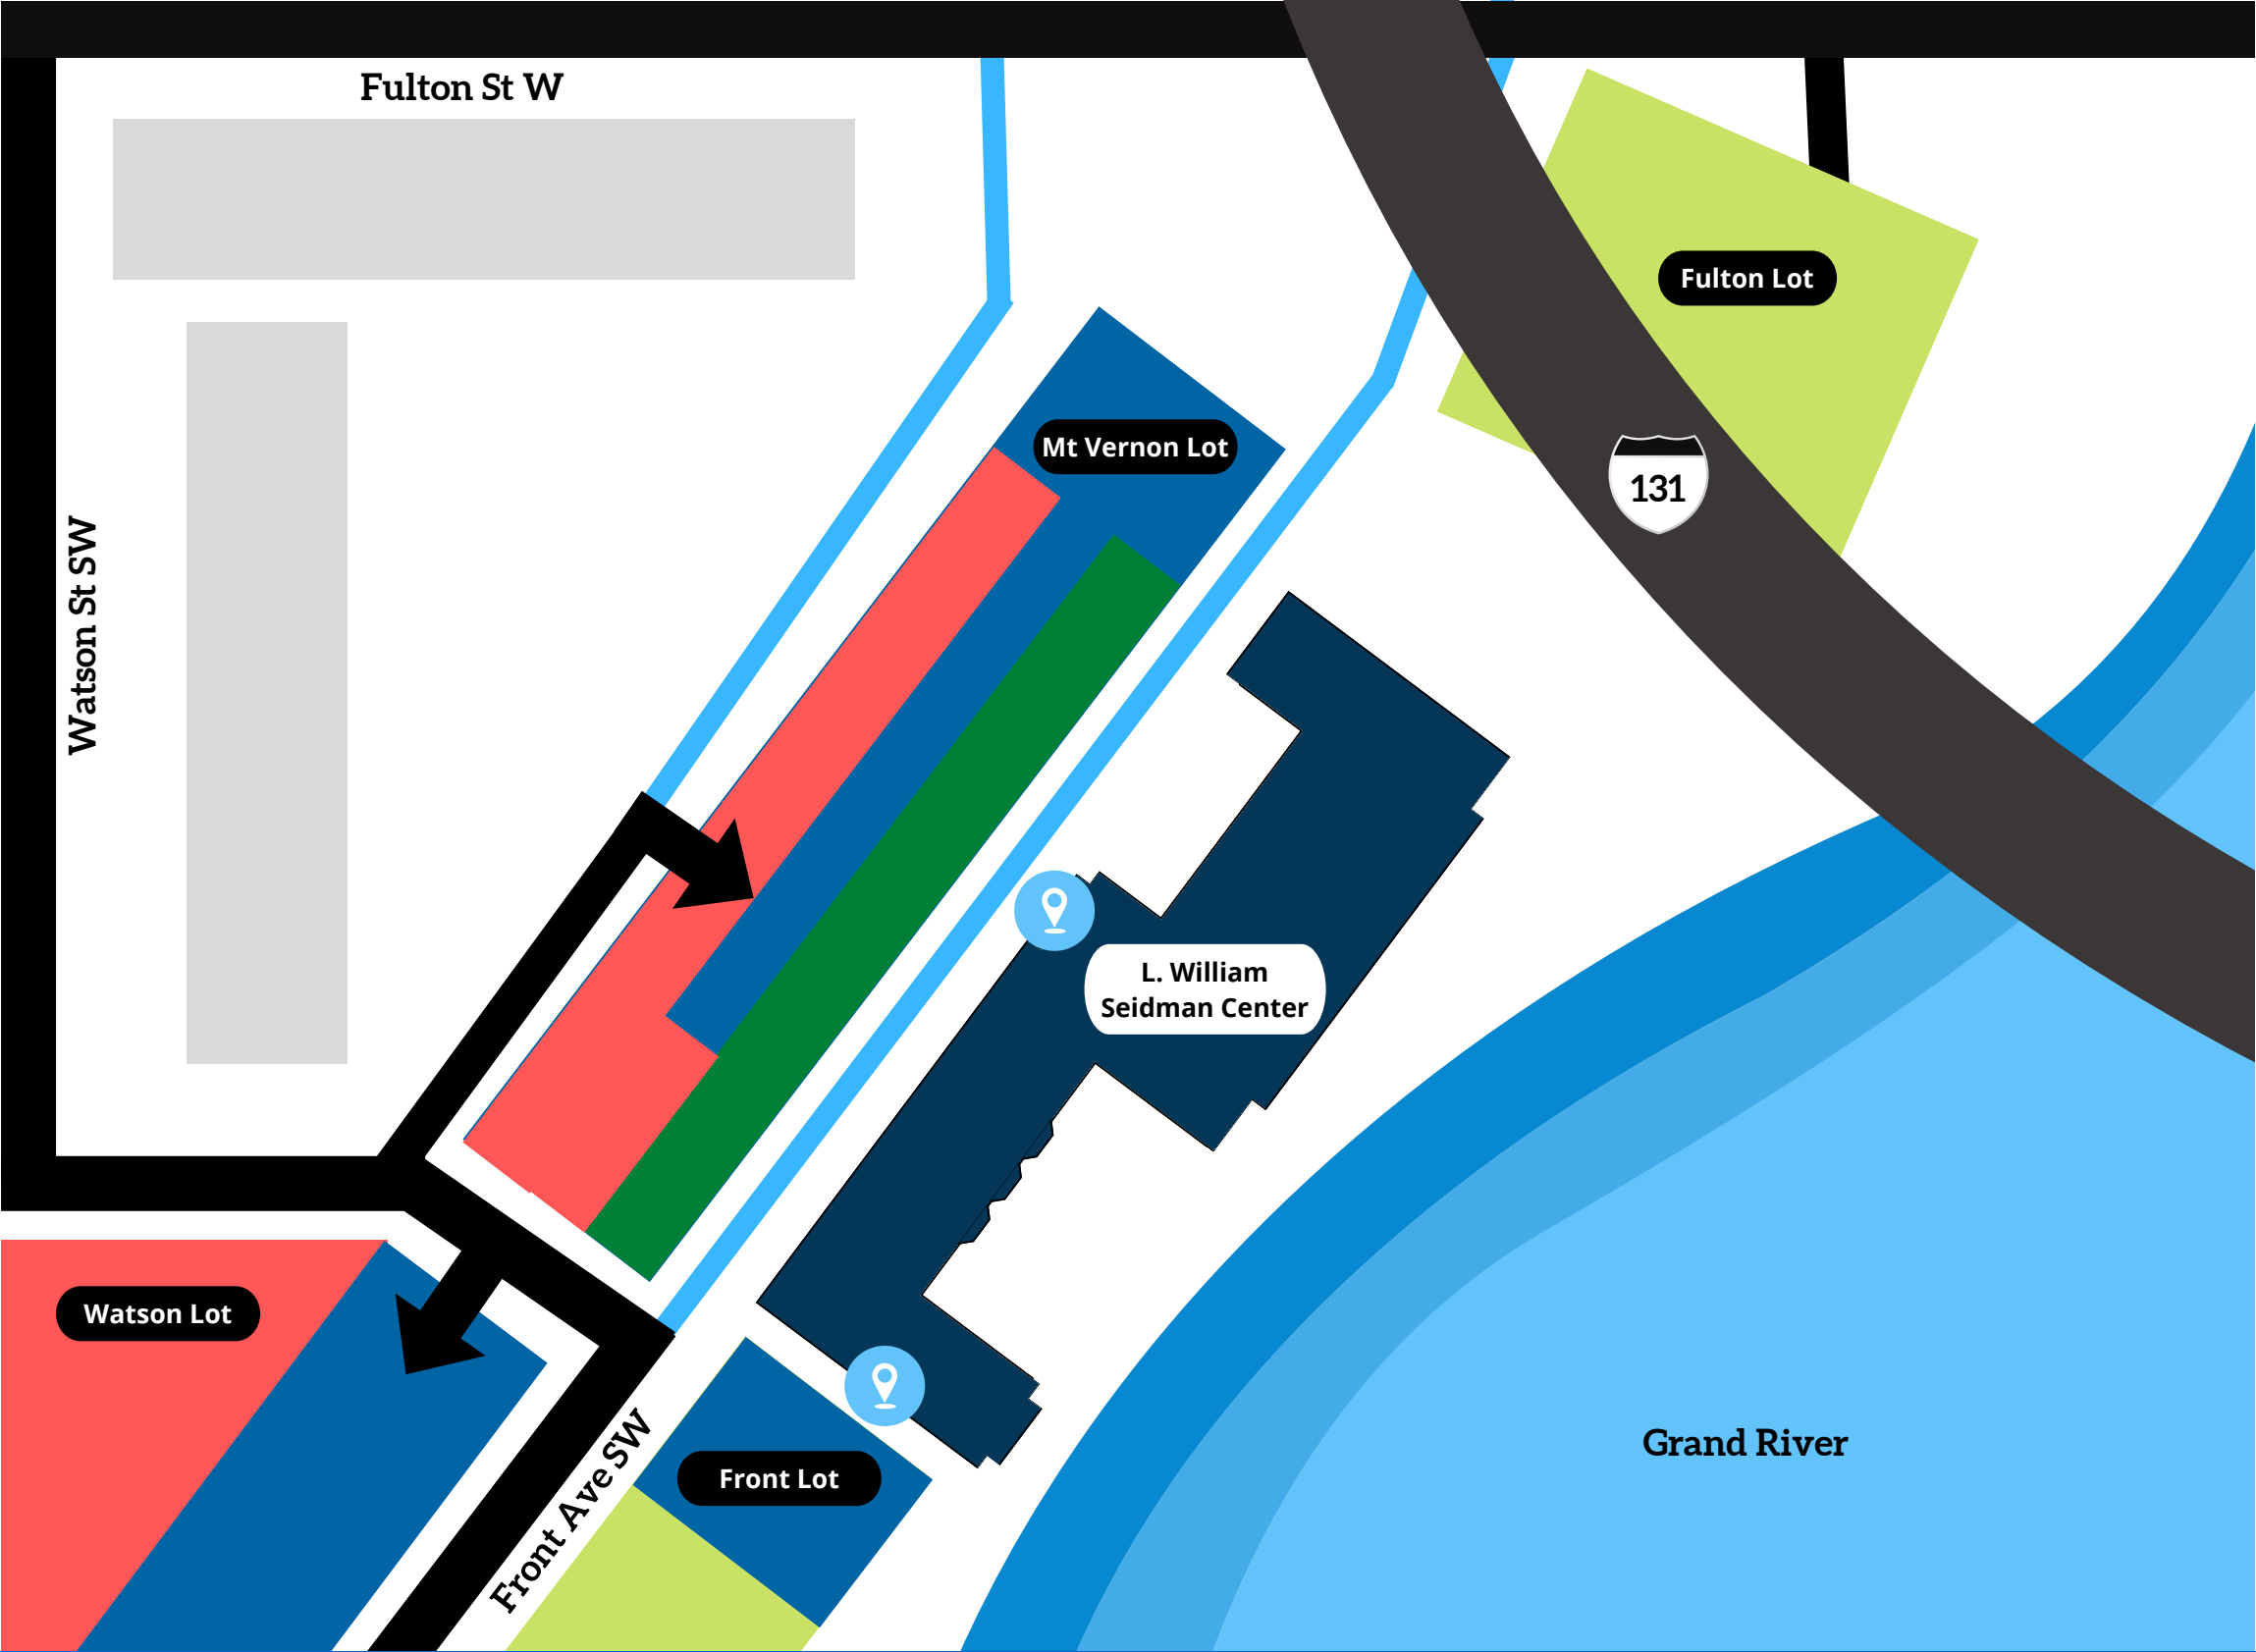 Fulton St W
Fulton Lot
Mt Vernon Lot
131
Watson St SW
L. William
Seidman Center
Watson Lot
Front Lot
Front Ave SW
Grand River